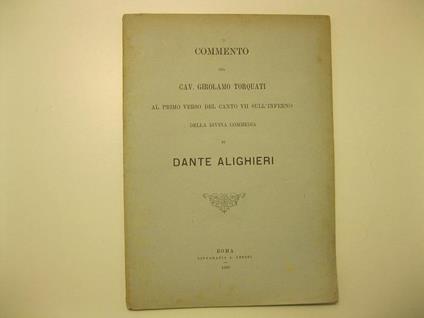 COMMENTO
DEL
CAV. GIROLAMO TORQUATI
AL PRIMO VERSO DEL CANTO VII SULL'INFERNO
DELLA DIVINA COMMEDIA
DI
DANTE ALIGHIERI
ROMA
TIPOGRAFIA